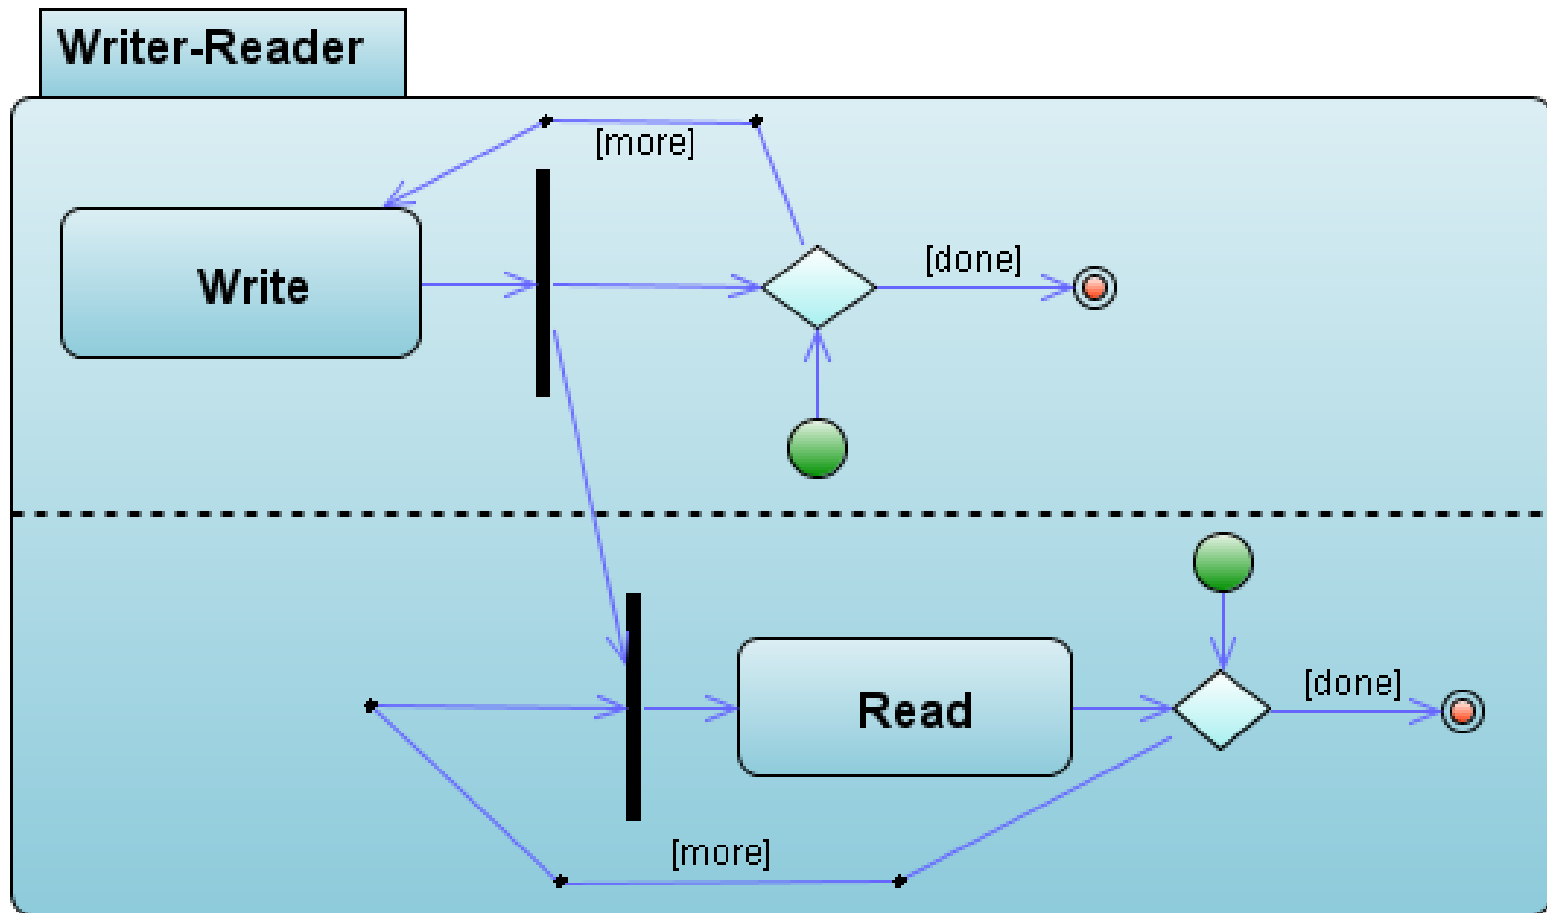 Writer-Reader
[more]
[done]
Write
[done]
Read
[more]